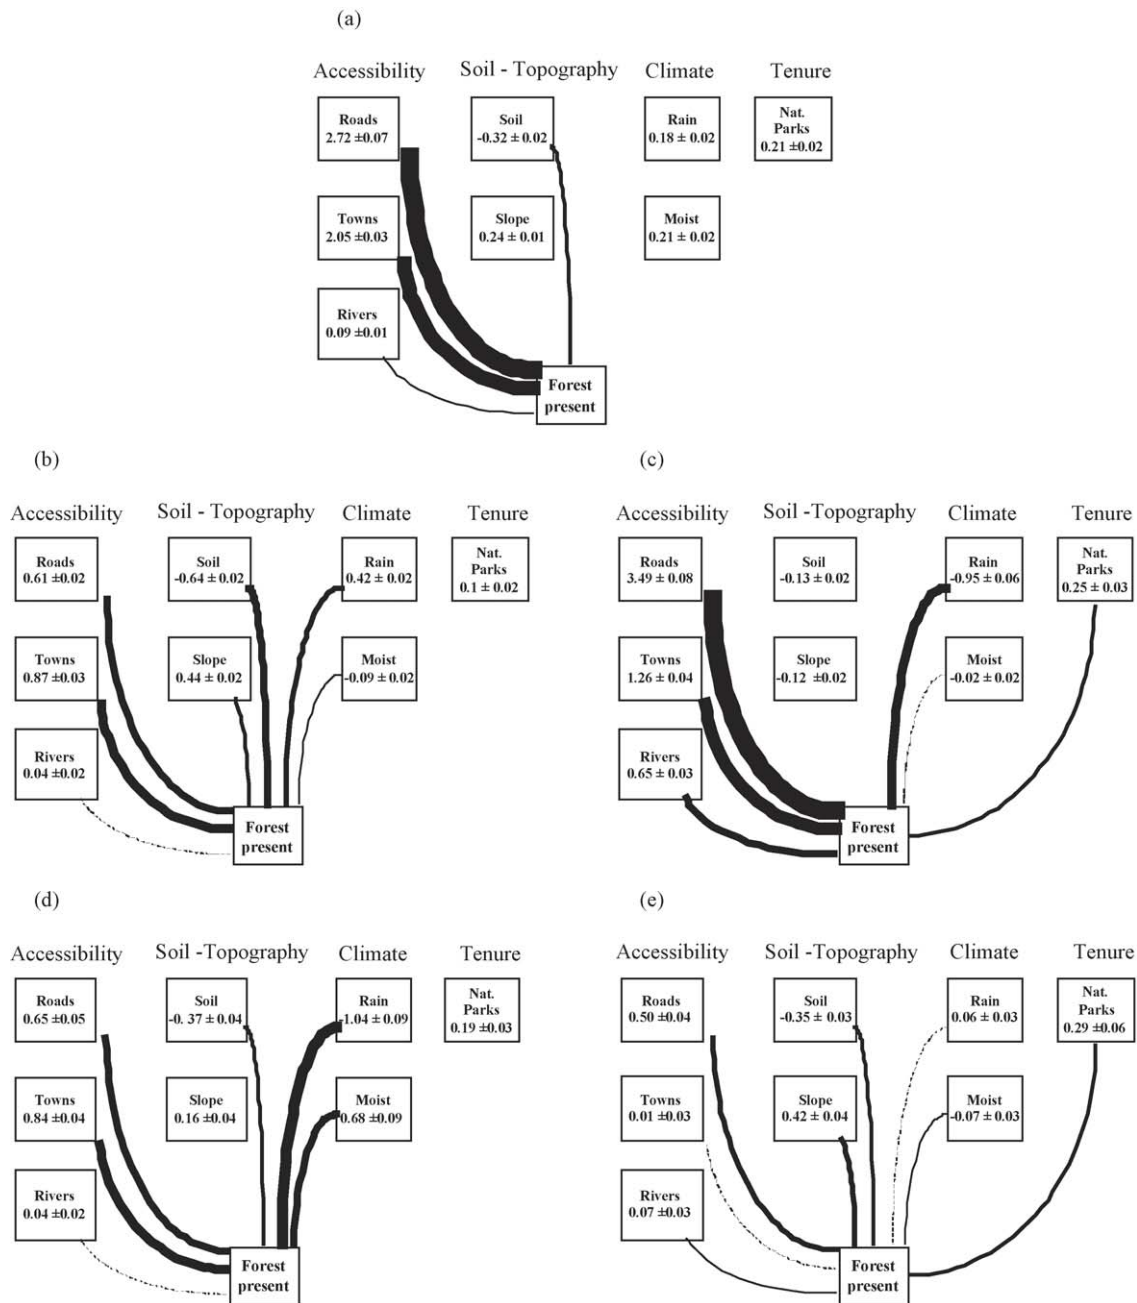 (a)
Accessibility
Soil - Topography
Climate
Tenure
Roads
2.72 ±0.07
Soil
-0.32 ± 0.02
Rain
0.18 ± 0.02
Nat.
Parks
0.21 ±0.02
Towns
2.05 ±0.03
Slope
0.24 ± 0.01
Moist
0.21 ± 0.02
Rivers
0.09 ±0.01
Forest
present
(b)
Accessibility
Soil - Topography
Climate
Tenure
Roads
0.61 ±0.02
Soil
-0.64 ± 0.02
Rain
0.42 ± 0.02
Nat.
Parks
0.1 ± 0.02
Towns
0.87 ±0.03
Slope
0.44 ± 0.02
Moist
-0.09 ± 0.02
Rivers
0.04 ±0.02
Forest
present
(c)
Accessibility
Soil - Topography
Climate
Tenure
Roads
3.49 ± 0.08
Soil
-0.13 ± 0.02
Rain
-0.95 ± 0.06
Nat.
Parks
0.25 ± 0.03
Towns
1.26 ± 0.04
Slope
-0.12 ±0.02
Moist
-0.02 ± 0.02
Rivers
0.65 ± 0.03
Forest
present
(d)
Accessibility
Soil -Topography
Climate
Tenure
Roads
0.65 ±0.05
Soil
-0. 37 ± 0.04
Rain
-1.04 ± 0.09
Nat.
Parks
0.19 ±0.03
Towns
0.84 ±0.04
Slope
0.16 ±0.04
Moist
0.68 ±0.09
Rivers
0.04 ±0.02
Forest
present
(e)
Accessibility
Soil - Topography
Climate
Tenure
Roads
0.50 ±0.04
Soil
-0.35 ± 0.03
Rain
0.06 ± 0.03
Nat.
Parks
0.29 ±0.06
Towns
0.01 ±0.03
Slope
0.42 ± 0.04
Moist
-0.07 ± 0.03
Rivers
0.07 ±0.03
Forest
present